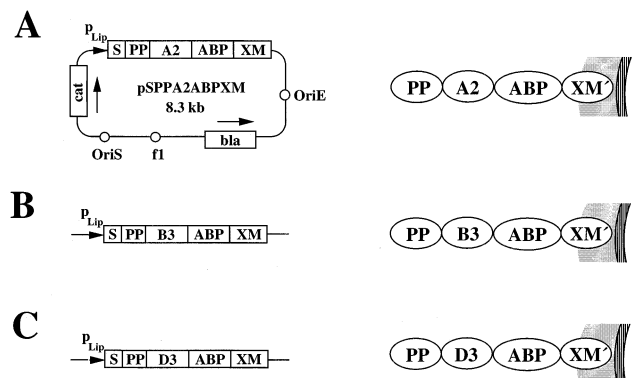 A
pLip
S PP A2 ABP XM
cat
pSPPA2ABPXM
8.3 kb
OriE
OriS f1 bla
PP A2 ABP XM´
B
pLip
S PP B3 ABP XM
PP B3 ABP XM´
C
pLip
S PP D3 ABP XM
PP D3 ABP XM´